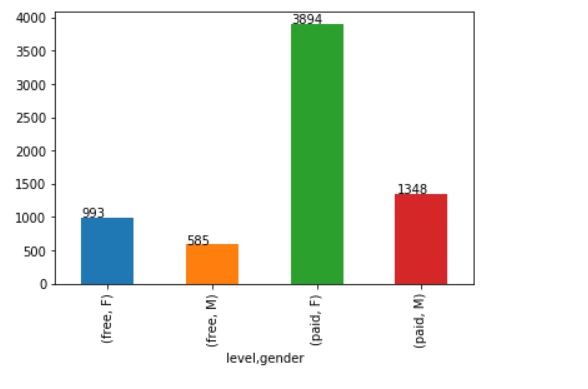 4000
3500
3000
2500
2000
1500
1000
500
0
993
585
3894
1348
(free, F)
(free, M)
(paid, F)
(paid, M)
level,gender